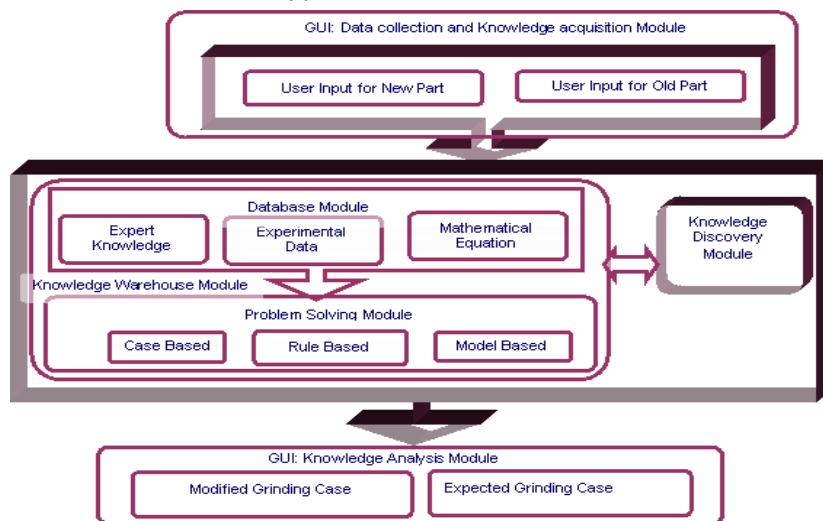 GUI: Data collection and Knowledge acquisition Module
User Input for New Part
User Input for Old Part
Database Module
Expert
Knowledge
Experimental
Data
Mathematical
Equation
Knowledge
Discovery
Module
Knowledge Warehouse Module
Problem Solving Module
Case Based
Rule Based
Model Based
GUI: Knowledge Analysis Module
Modified Grinding Case
Expected Grinding Case